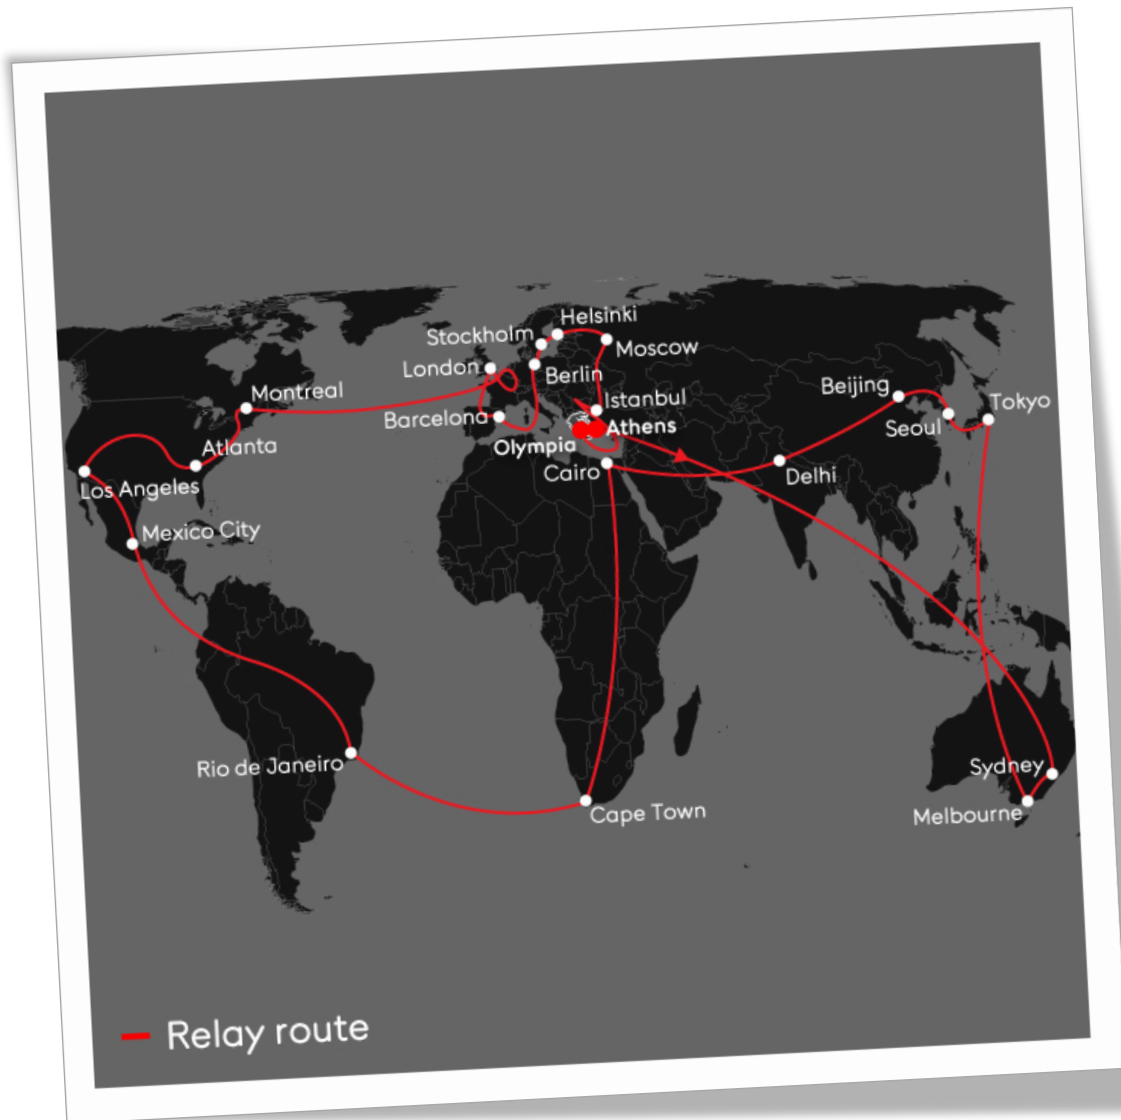 Helsinki
Stockholm
Moscow
London
Berlin
Montreal
Beijing
Istanbul
Tokyo
Barcelona
Athens
Seoul
Atlanta
Olympia
Cairo
Delhi
Los Angeles
Mexico City
Rio de Janeiro
Sydney
Cape Town
Melbourne
Relay route